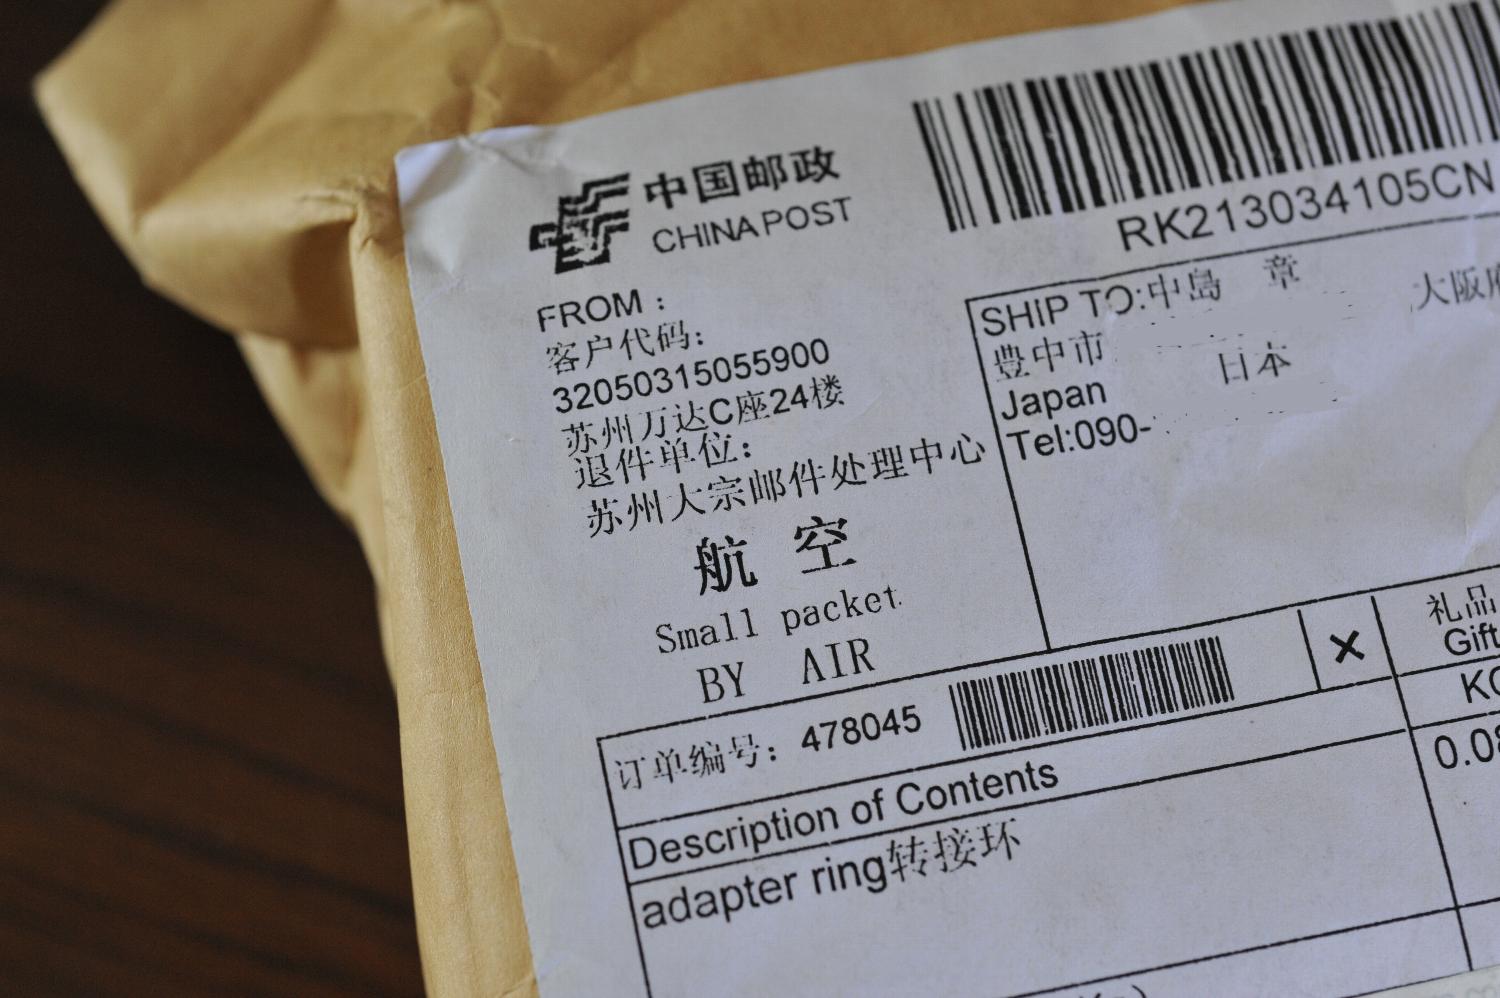 中国邮政
CHINA POST
RK213034105CN
FROM：
客户代码：
32050315055900
苏州万达C座24楼
退件单位：
苏州大宗邮件处理中心
航 空
Small packet
BY AIR
SHIP TO:中島 章 大阪府
豊中市 日本
Japan
Tel:090-
订单编号：478045
×
礼品
Gift
Description of Contents
adapter ring转接环